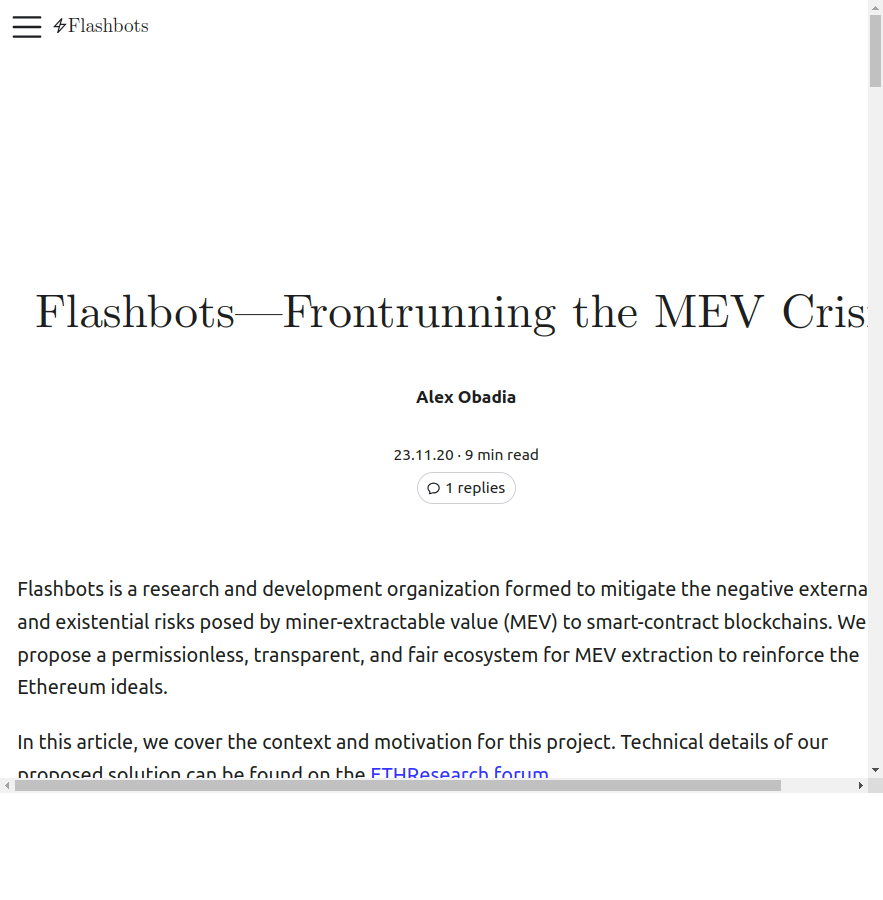 Flashbots
Flashbots—Frontrunning the MEV Cris
Alex Obadia
23.11.20 · 9 min read
1 replies
Flashbots is a research and development organization formed to mitigate the negative externa
and existential risks posed by miner-extractable value (MEV) to smart-contract blockchains. We
propose a permissionless, transparent, and fair ecosystem for MEV extraction to reinforce the
Ethereum ideals.
In this article, we cover the context and motivation for this project. Technical details of our
proposed solution can be found on the ETHResearch forum